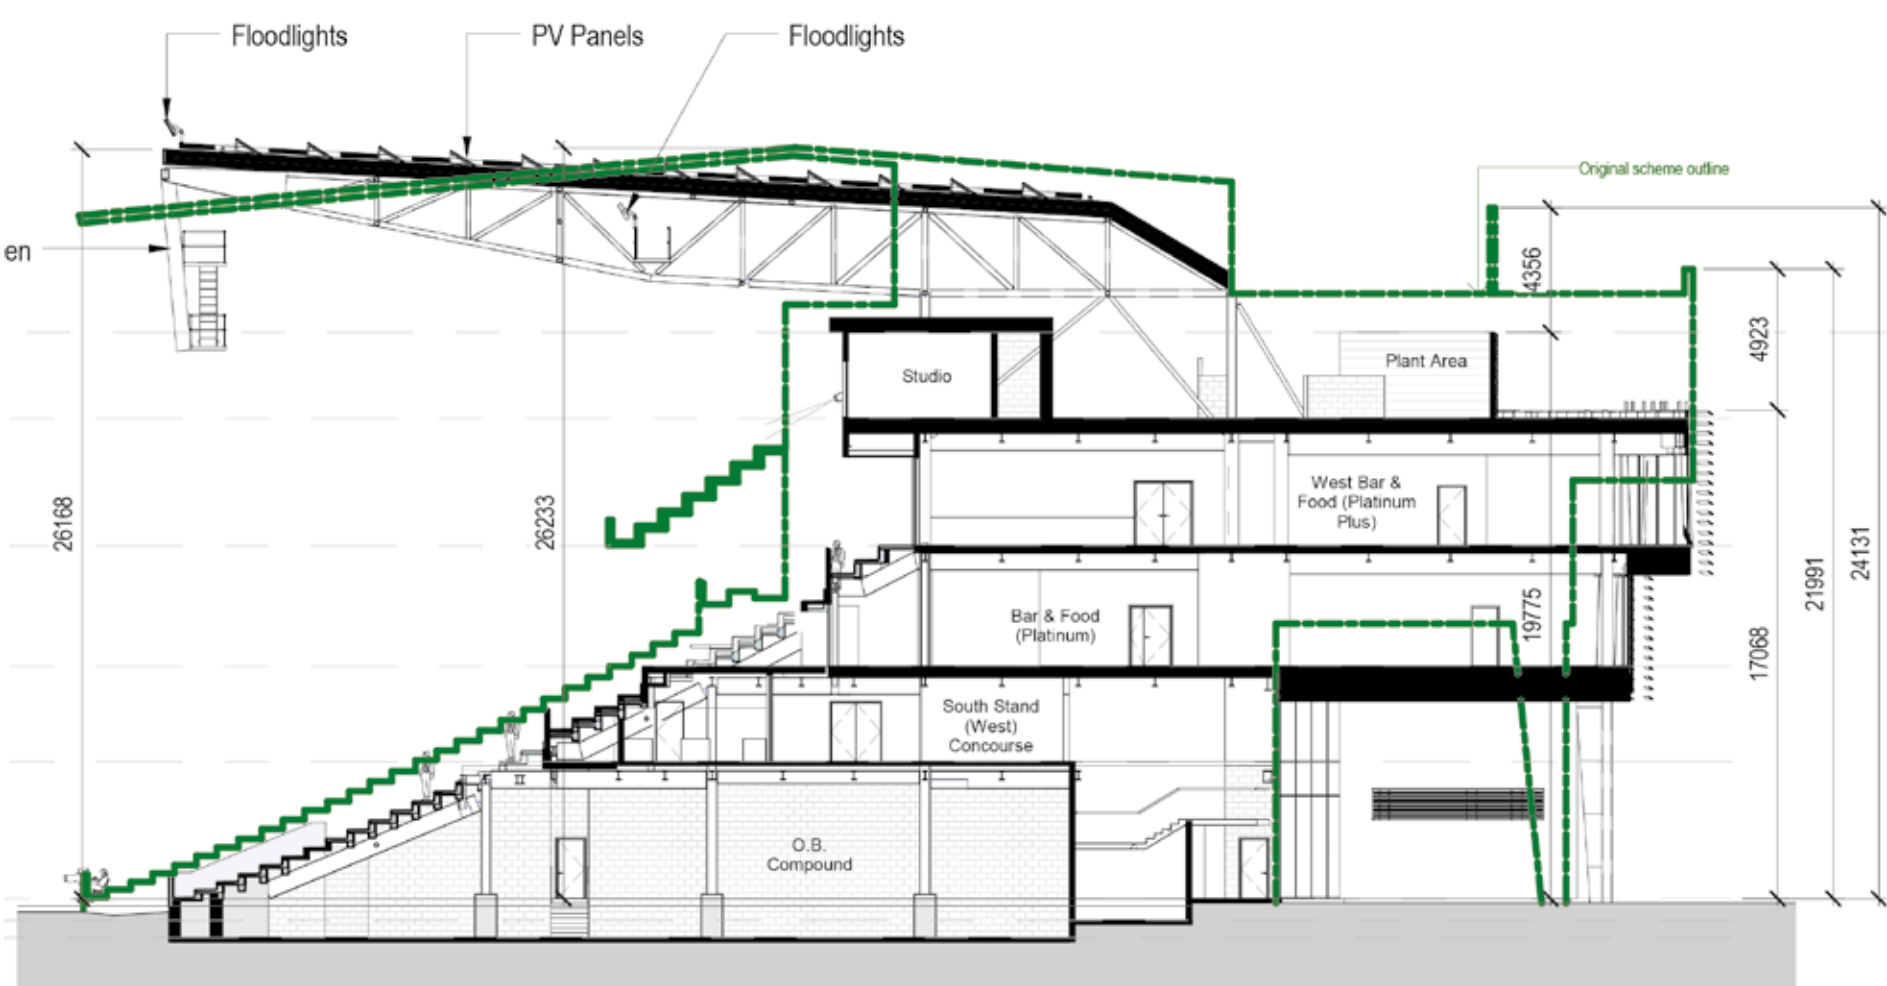 Floodlights
PV Panels
Floodlights
Original scheme outline
en
4356
4923
Studio
Plant Area
West Bar &
Food (Platinum
Plus)
26168
26233
24131
21991
19775
17068
Bar & Food
(Platinum)
South Stand
(West)
Concourse
O.B.
Compound